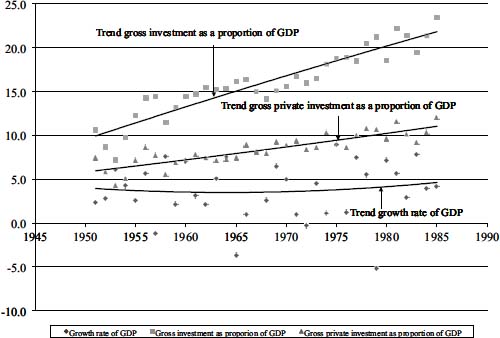 25.0
Trend gross investment as a proportion of GDP
20.0
15.0
Trend gross private investment as a proportion of GDP
10.0
5.0
Trend growth rate of GDP
0.0
1945 1950 1955 1960 1965 1970 1975 1980 1985 1990
-5.0
-10.0
Growth rate of GDP Gross investment as proporion of GDP Gross private investment as proportion of GDP